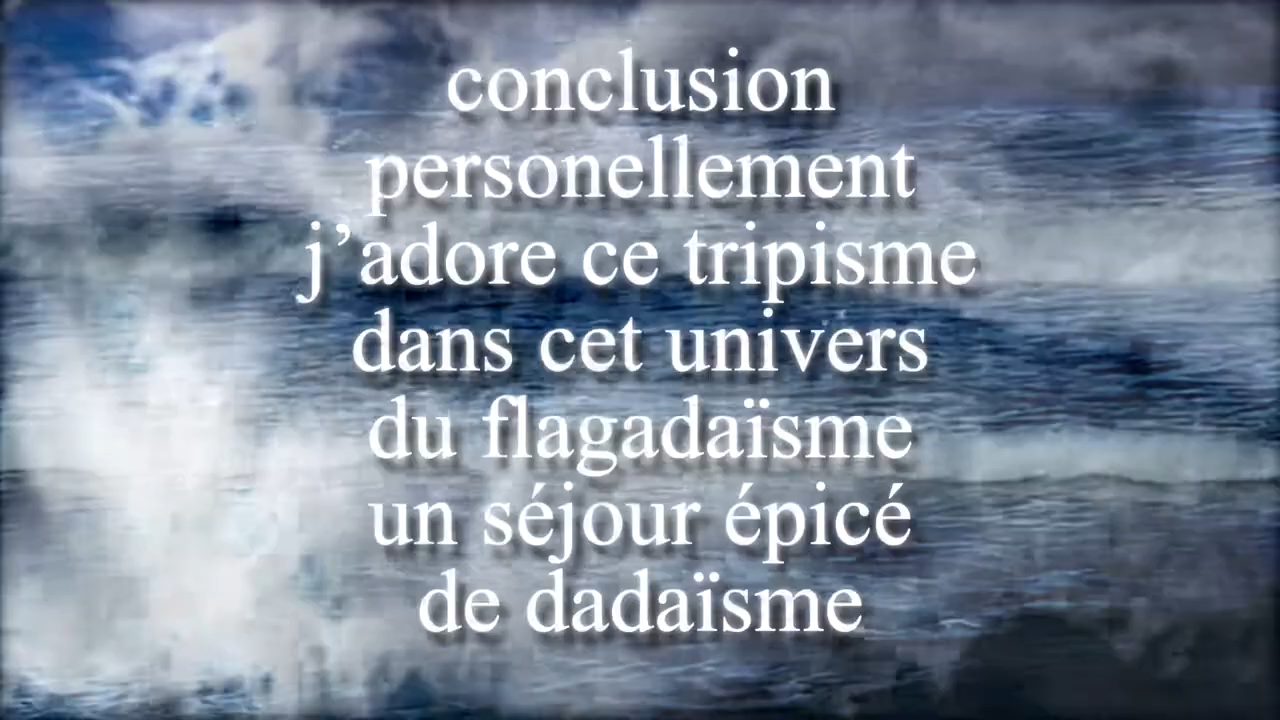 conclusion
personellement
j’adore ce tripisme
dans cet univers
du flagadaïsme
un séjour épicé
de dadaïsme